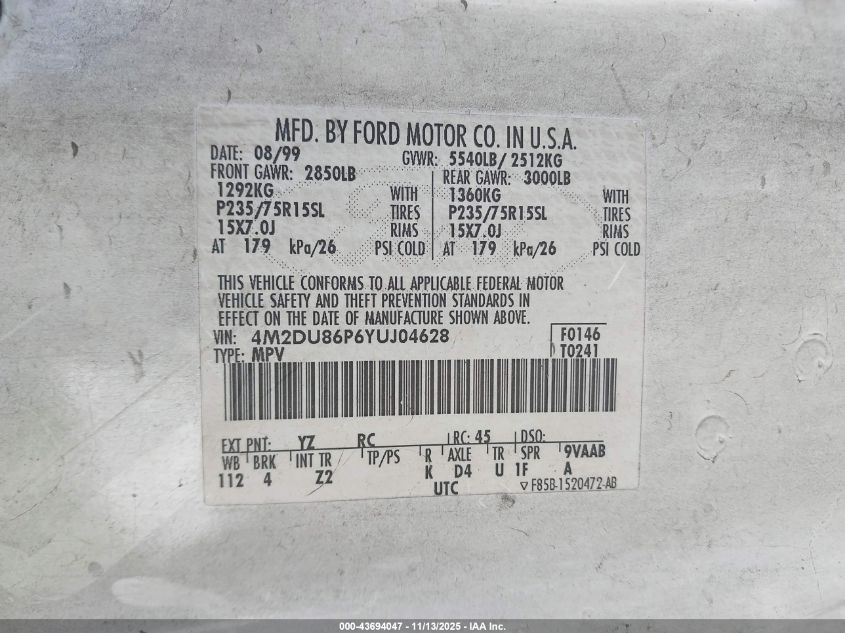 MFD. BY FORD MOTOR CO. IN U.S.A.
DATE: 08/99 GVWR: 5540LB/ 2512KG
FRONT GAWR: 2850LB REAR GAWR: 3000LB
1292KG WITH 1360KG WITH
P235/75R15SL TIRES P235/75R15SL TIRES
15X7.0J RIMS 15X7.0J RIMS
AT 179 kPa/26 PSI COLD AT 179 kPa/26 PSI COLD
THIS VEHICLE CONFORMS TO ALL APPLICABLE FEDERAL MOTOR
VEHICLE SAFETY AND THEFT PREVENTION STANDARDS IN
EFFECT ON THE DATE OF MANUFACTURE SHOWN ABOVE.
VIN: 4M2DU86P6YUJ04628 F0146
TYPE: MPV T0241
EXT PNT: YZ RC RC: 45 DSO:
WB BRK INT TR TP/PS R AXLE TR SPR 9VAAB
112 4 Z2 K D4 U 1F A
UTC ▽ F85B-1520472-AB
000-43694047 - 11/13/2025 - IAA Inc.